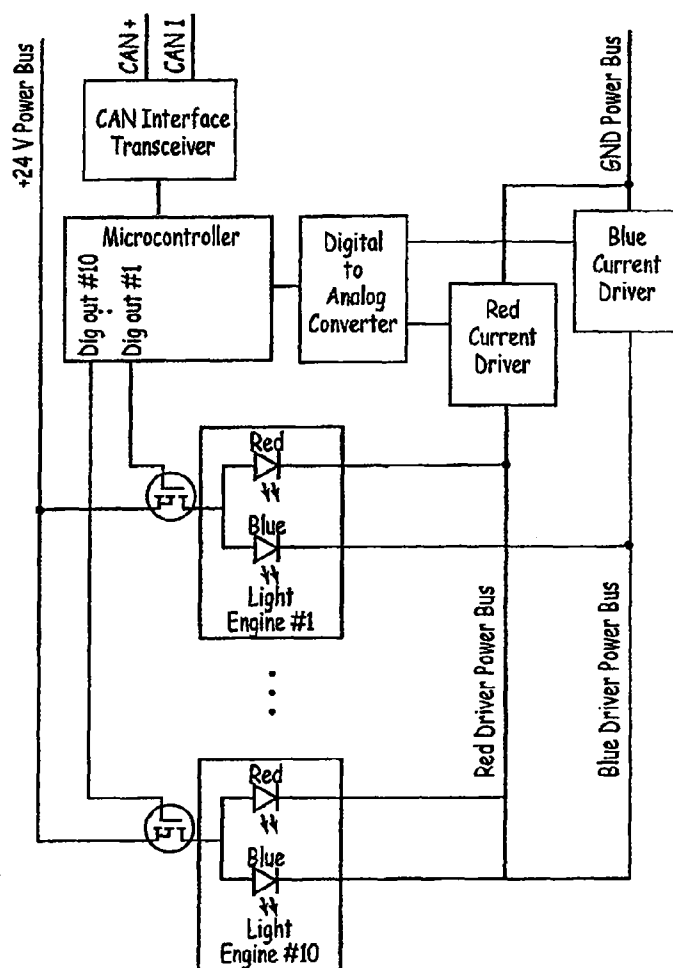 +24 V Power Bus
CAN +
CAN 1
CAN Interface
Transceiver
GND Power Bus
Microcontroller
Dig out #10
..
Dig out #1
Digital
to
Analog
Converter
Red
Current
Driver
Blue
Current
Driver
Red
Blue
Light
Engine #1
Red Driver Power Bus
Blue Driver Power Bus
Red
Blue
Light
Engine #10